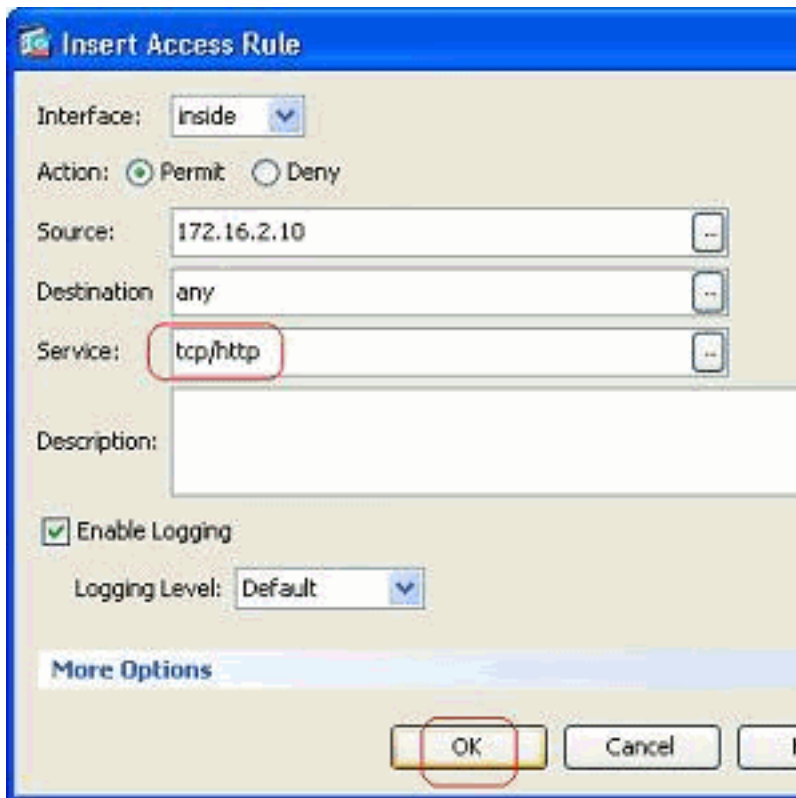 Insert Access Rule
Interface: inside
Action: Permit Deny
Source: 172.16.2.10 ..
Destination any ..
Service: tcp/http ..
Description:
Enable Logging
Logging Level: Default
More Options
OK Cancel